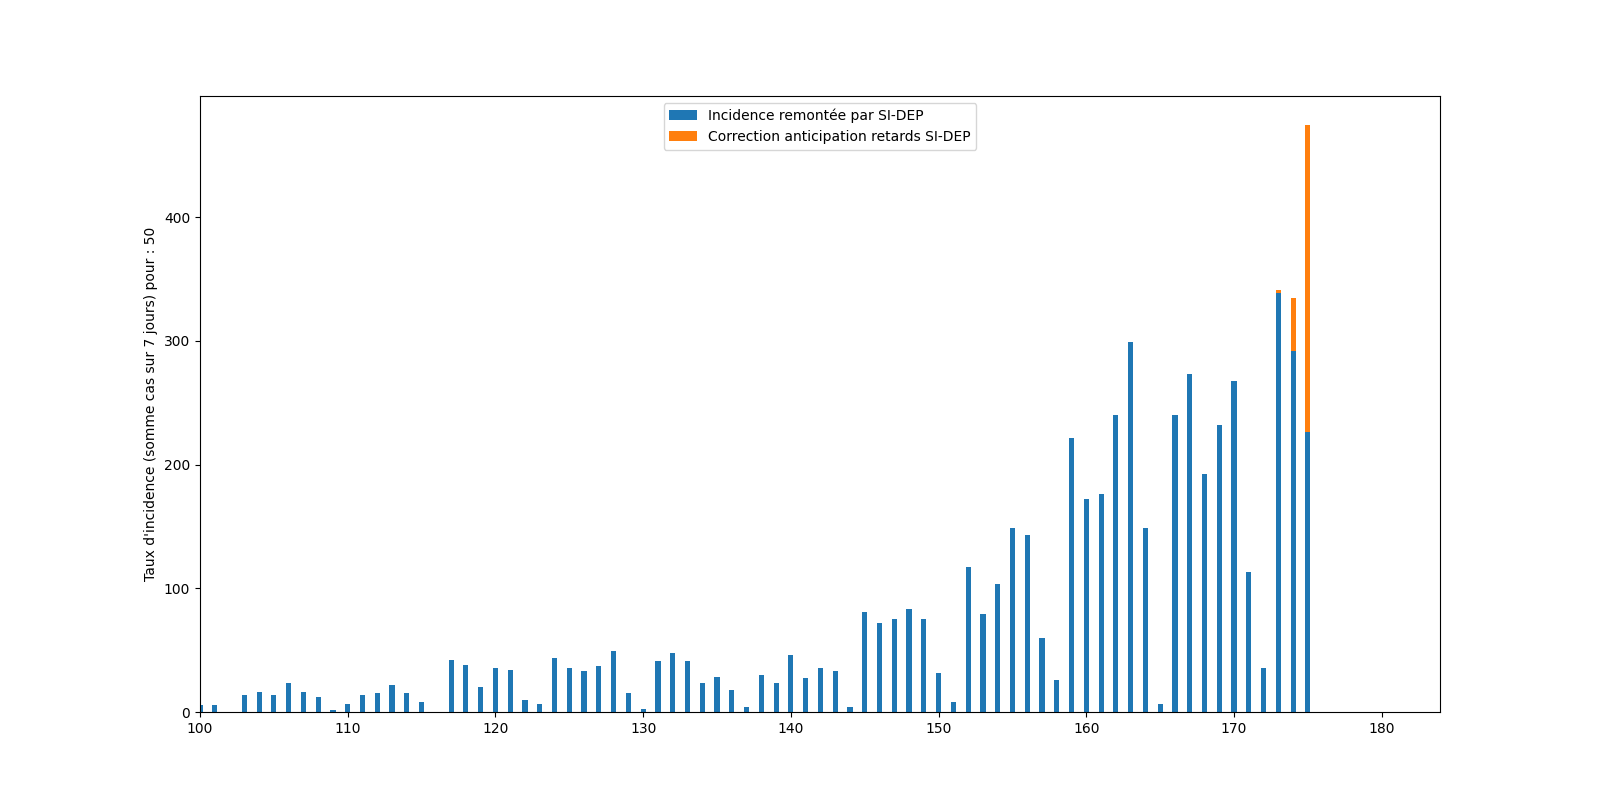 Incidence remontée par SI-DEP
Correction anticipation retards SI-DEP
Taux d'incidence (somme cas sur 7 jours) pour : 50
400
300
200
100
0
100 110 120 130 140 150 160 170 180